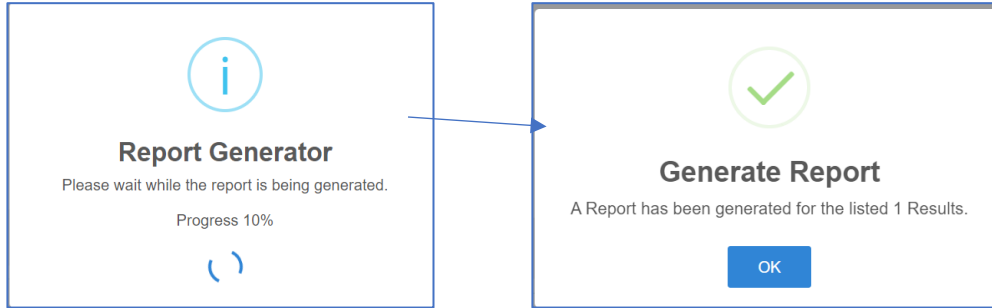 Report Generator
Please wait while the report is being generated.
Progress 10%
Generate Report
A Report has been generated for the listed 1 Results.
OK